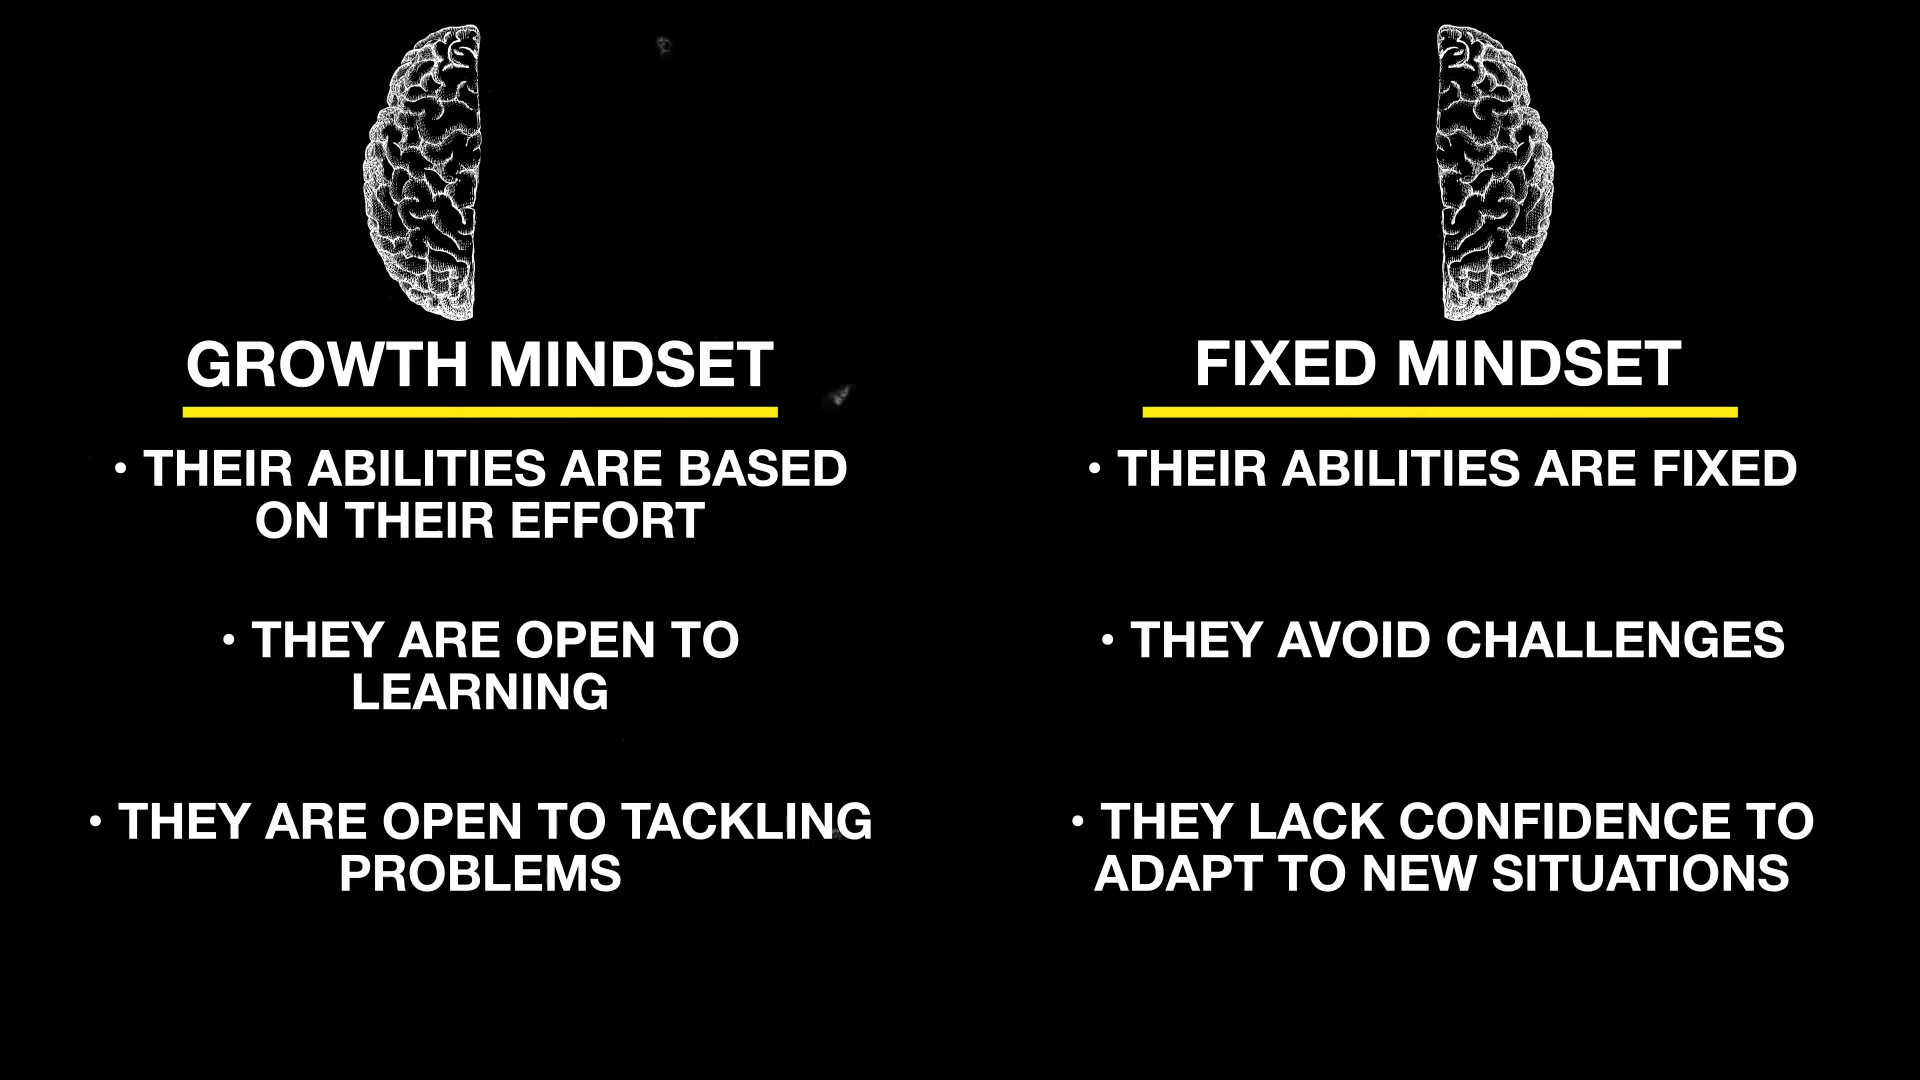 GROWTH MINDSET
• THEIR ABILITIES ARE BASED
ON THEIR EFFORT
• THEY ARE OPEN TO
LEARNING
• THEY ARE OPEN TO TACKLING
PROBLEMS
FIXED MINDSET
• THEIR ABILITIES ARE FIXED
• THEY AVOID CHALLENGES
• THEY LACK CONFIDENCE TO
ADAPT TO NEW SITUATIONS